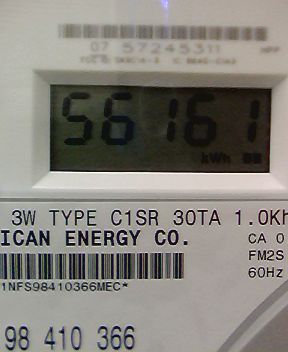 07 57245311
56161
kWh
3W TYPE C1SR 30TA 1.0Kh
ICAN ENERGY CO.
CA 0
FM2S
60Hz
1NFS98410366MEC*
98 410 366